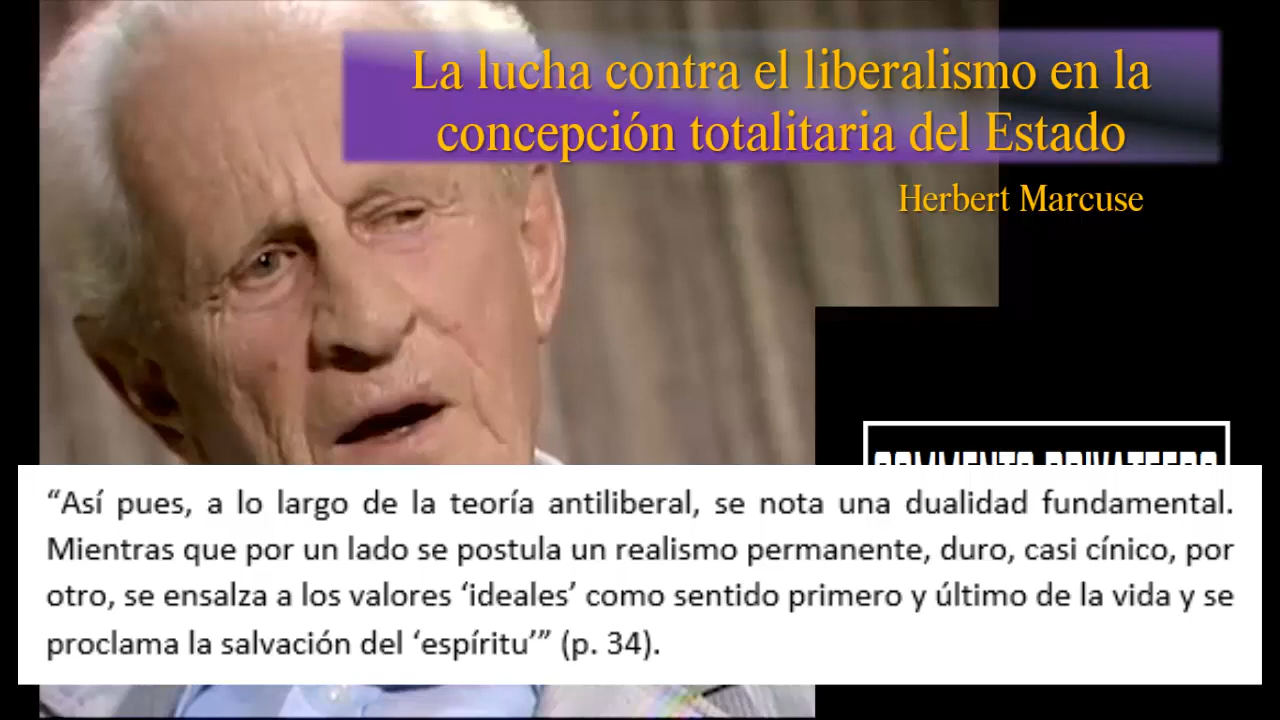 La lucha contra el liberalismo en la
concepción totalitaria del Estado
Herbert Marcuse
“Así pues, a lo largo de la teoría antiliberal, se nota una dualidad fundamental.
Mientras que por un lado se postula un realismo permanente, duro, casi cínico, por
otro, se ensalza a los valores ‘ideales’ como sentido primero y último de la vida y se
proclama la salvación del ‘espíritu’” (p. 34).